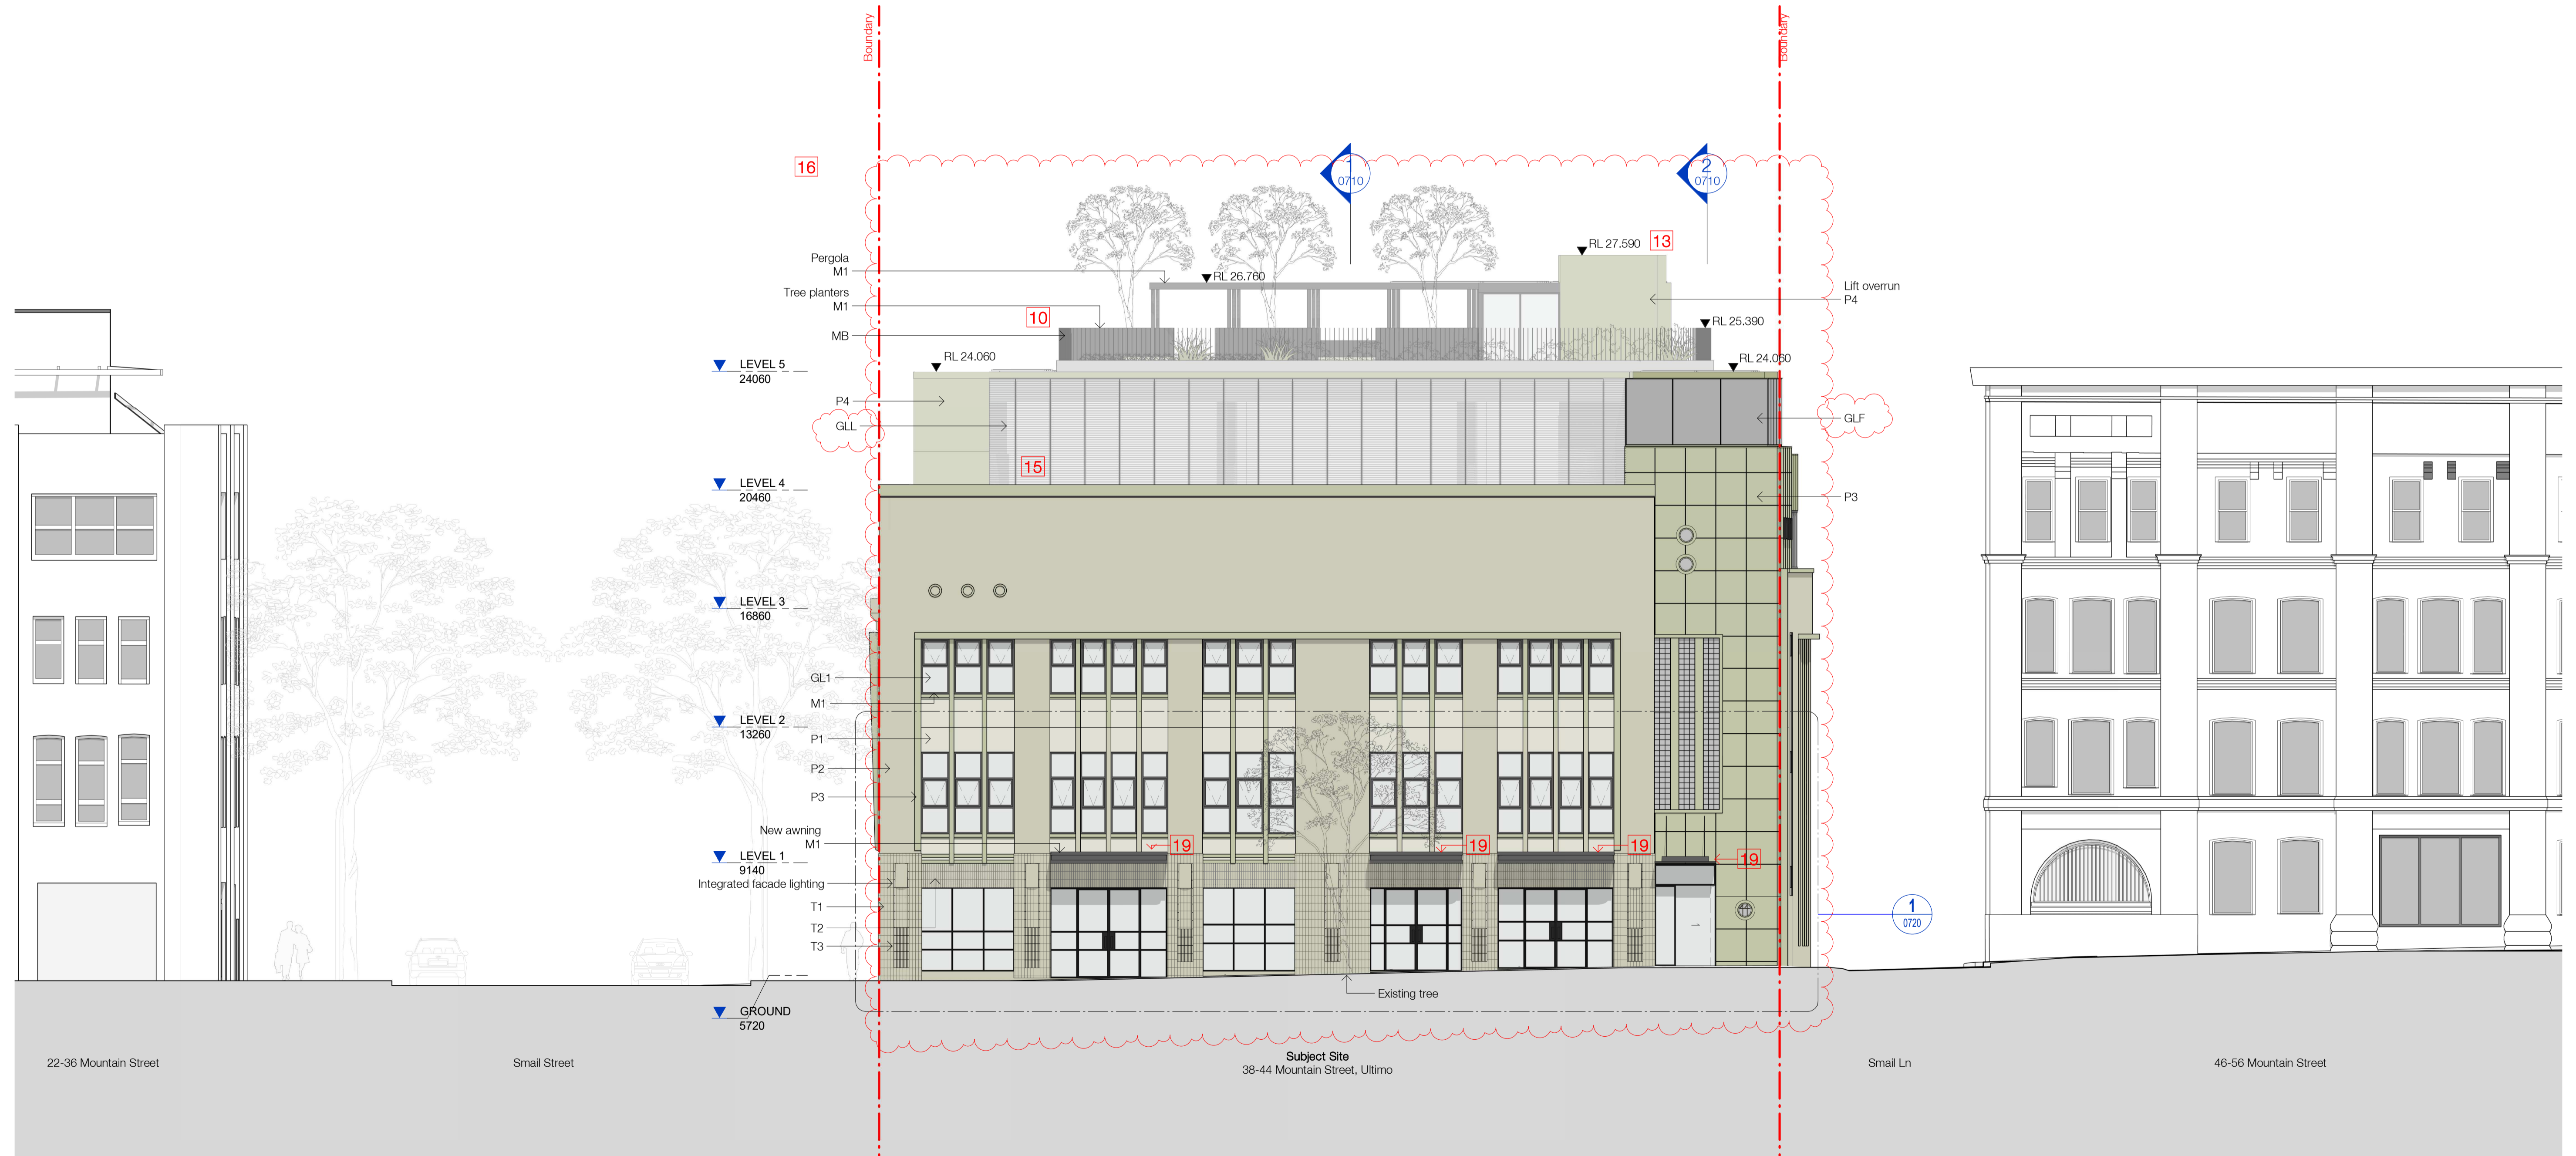 Boundary
Boundary
16
1
0710
2
0710
RL 27.590
13
Pergola
M1
RL 26.760
Lift overrun
P4
Tree planters
M1
10
RL 25.390
MB
RL 24.060
RL 24.060
LEVEL 5
24060
P4
GLL
GLF
15
LEVEL 4
20460
P3
LEVEL 3
16860
GL1
M1
LEVEL 2
13260
P1
P2
P3
New awning
M1
19
19
19
19
LEVEL 1
9140
Integrated facade lighting
T1
T2
T3
1
0720
Existing tree
GROUND
5720
22-36 Mountain Street
Smail Street
Subject Site
38-44 Mountain Street, Ultimo
Smail Ln
46-56 Mountain Street